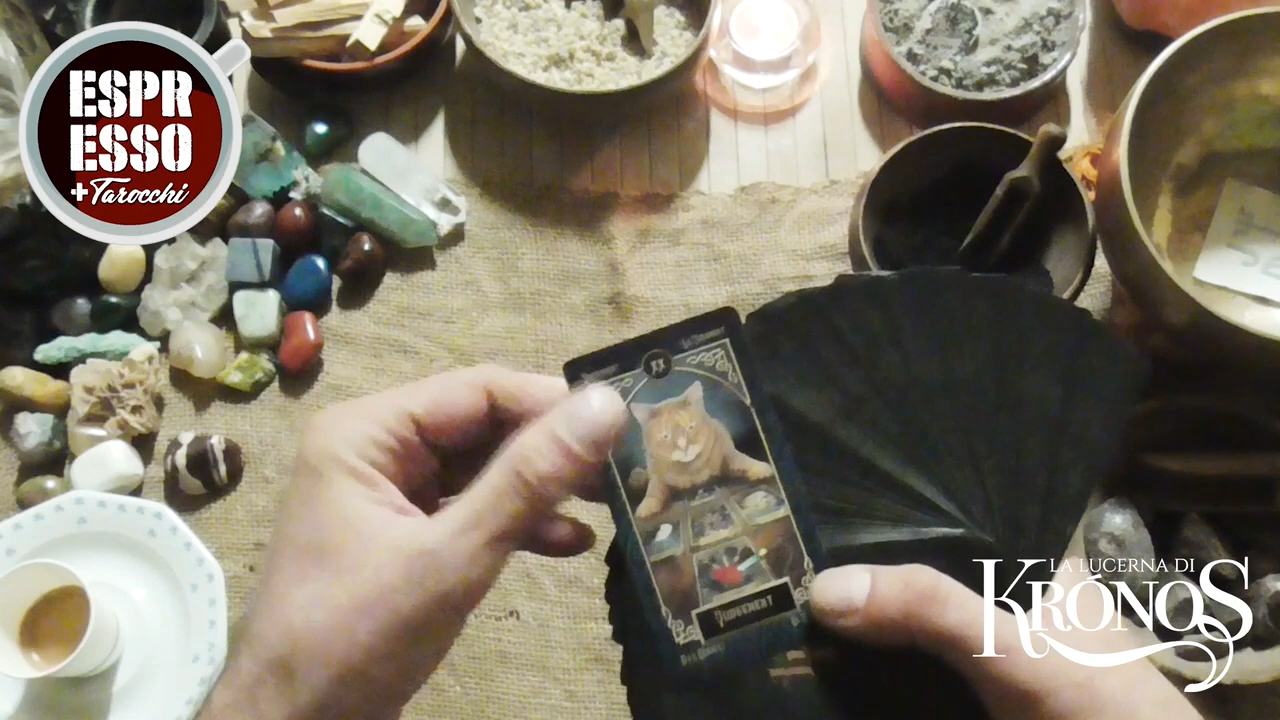 ESPR
ESSO
+Tarocchi
XX
JUDGEMENT
LA LUCERNA DI
KRÓNOS